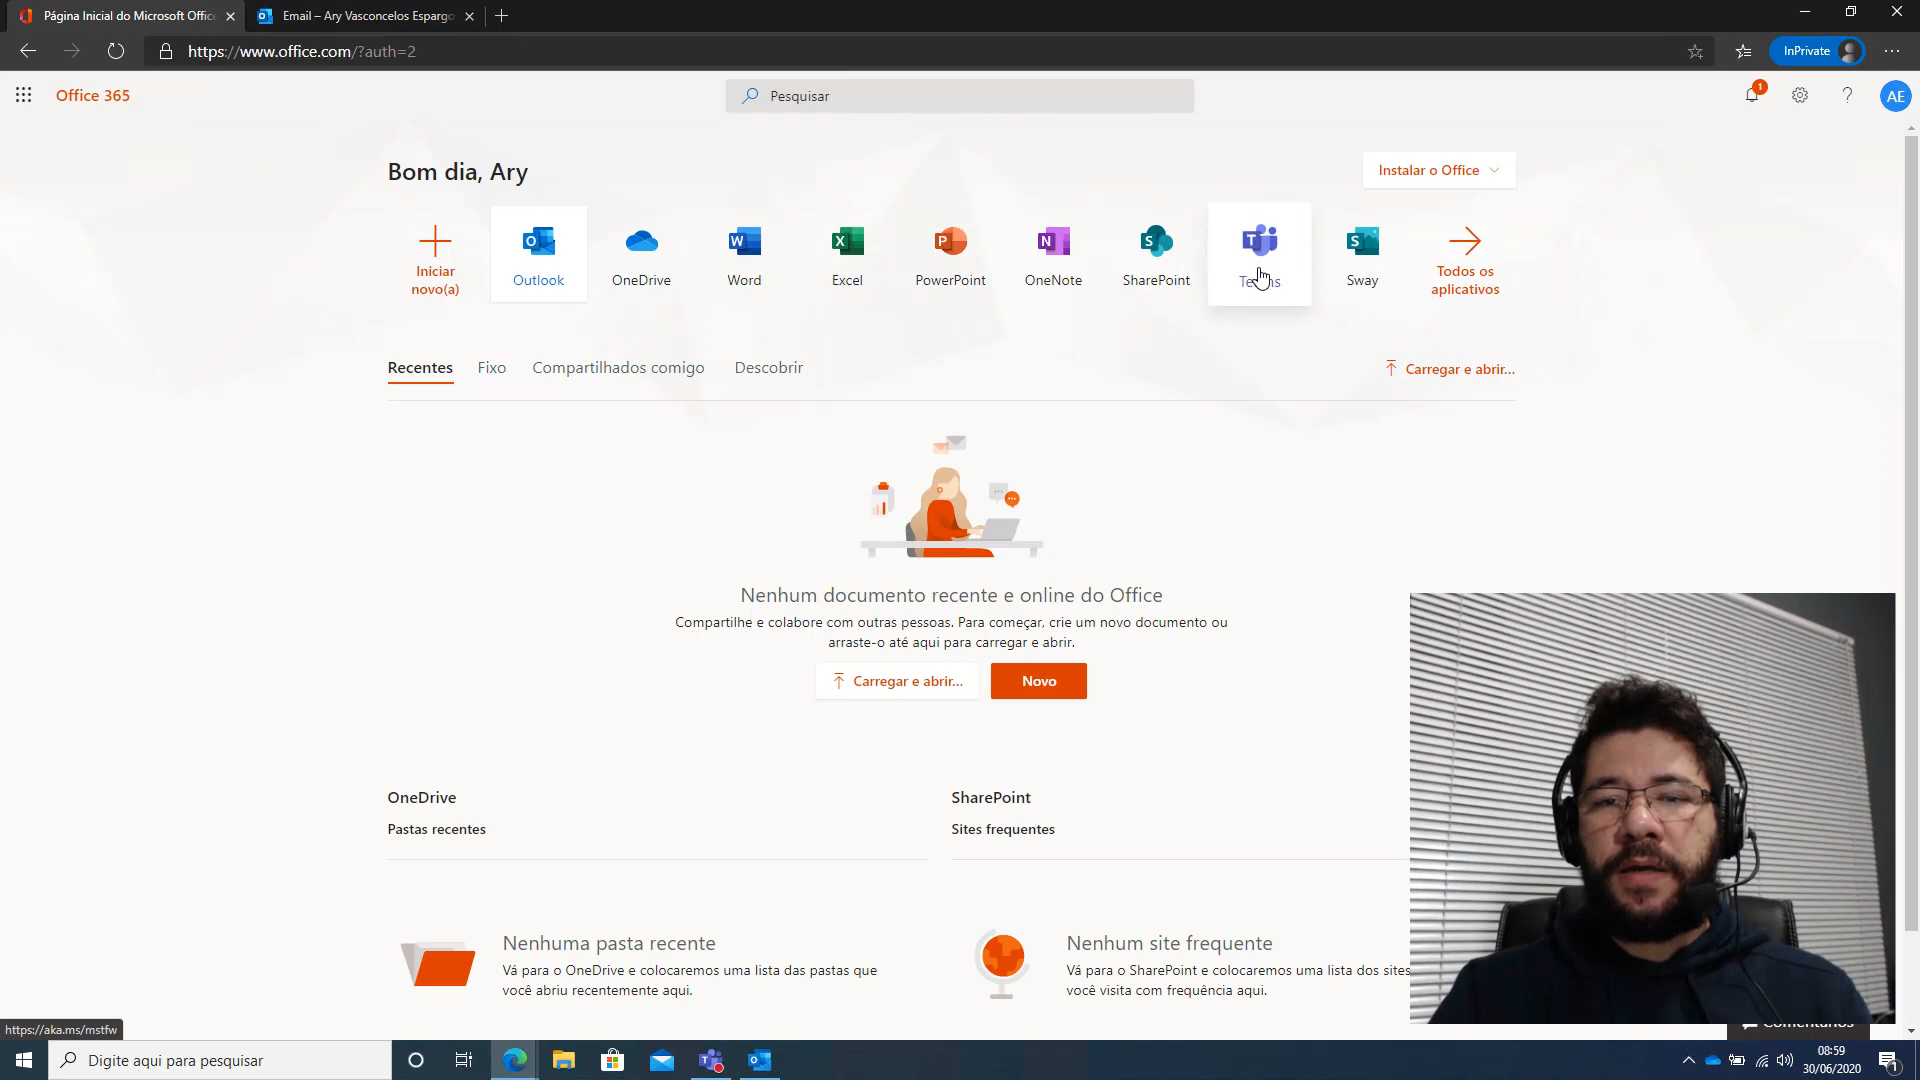 Página Inicial do Microsoft Office
Email – Ary Vasconcelos Espargo
https://www.office.com/?auth=2
InPrivate
Office 365
Pesquisar
1
AE
Bom dia, Ary
Instalar o Office
Iniciar
novo(a)
Outlook
OneDrive
Word
Excel
PowerPoint
OneNote
SharePoint
Teams
Sway
Todos os
aplicativos
Recentes
Fixo
Compartilhados comigo
Descobrir
Carregar e abrir...
Nenhum documento recente e online do Office
Compartilhe e colabore com outras pessoas. Para começar, crie um novo documento ou
arraste-o até aqui para carregar e abrir.
Carregar e abrir...
Novo
OneDrive
Pastas recentes
SharePoint
Sites frequentes
Nenhuma pasta recente
Vá para o OneDrive e colocaremos uma lista das pastas que
você abriu recentemente aqui.
Nenhum site frequente
Vá para o SharePoint e colocaremos uma lista dos sites
você visita com frequência aqui.
Comentários
https://aka.ms/mstfw
Digite aqui para pesquisar
08:59
30/06/2020
1